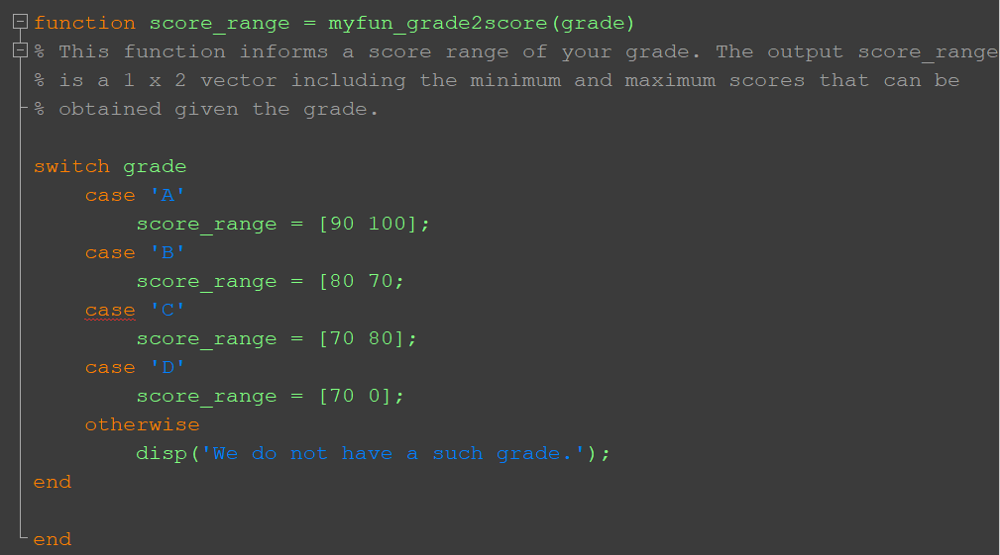 function score_range = myfun_grade2score(grade)
% This function informs a score range of your grade. The output score_range
% is a 1 x 2 vector including the minimum and maximum scores that can be
% obtained given the grade.
switch grade
    case 'A'
        score_range = [90 100];
    case 'B'
        score_range = [80 70;
    case 'C'
        score_range = [70 80];
    case 'D'
        score_range = [70 0];
    otherwise
        disp('We do not have a such grade.');
end
end